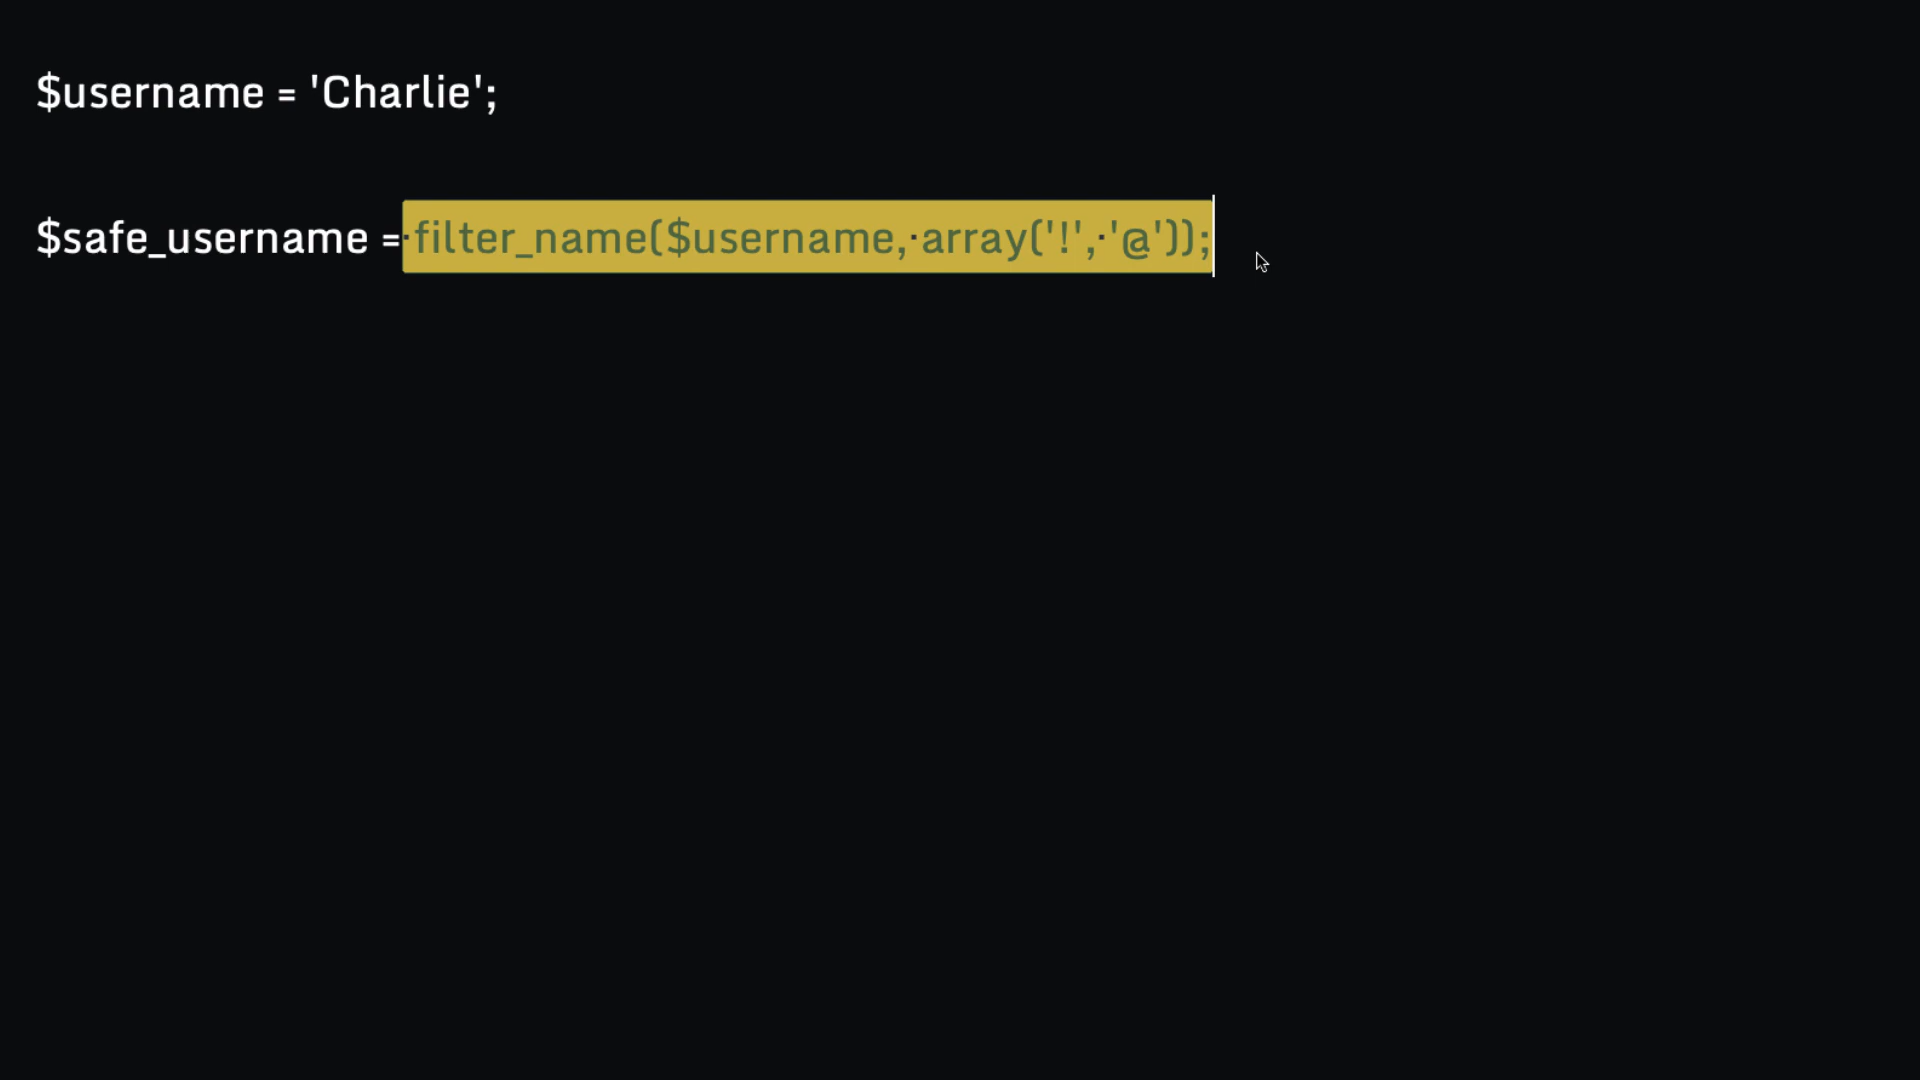 $username = 'Charlie';
$safe_username = filter_name($username, array('!', '@'));